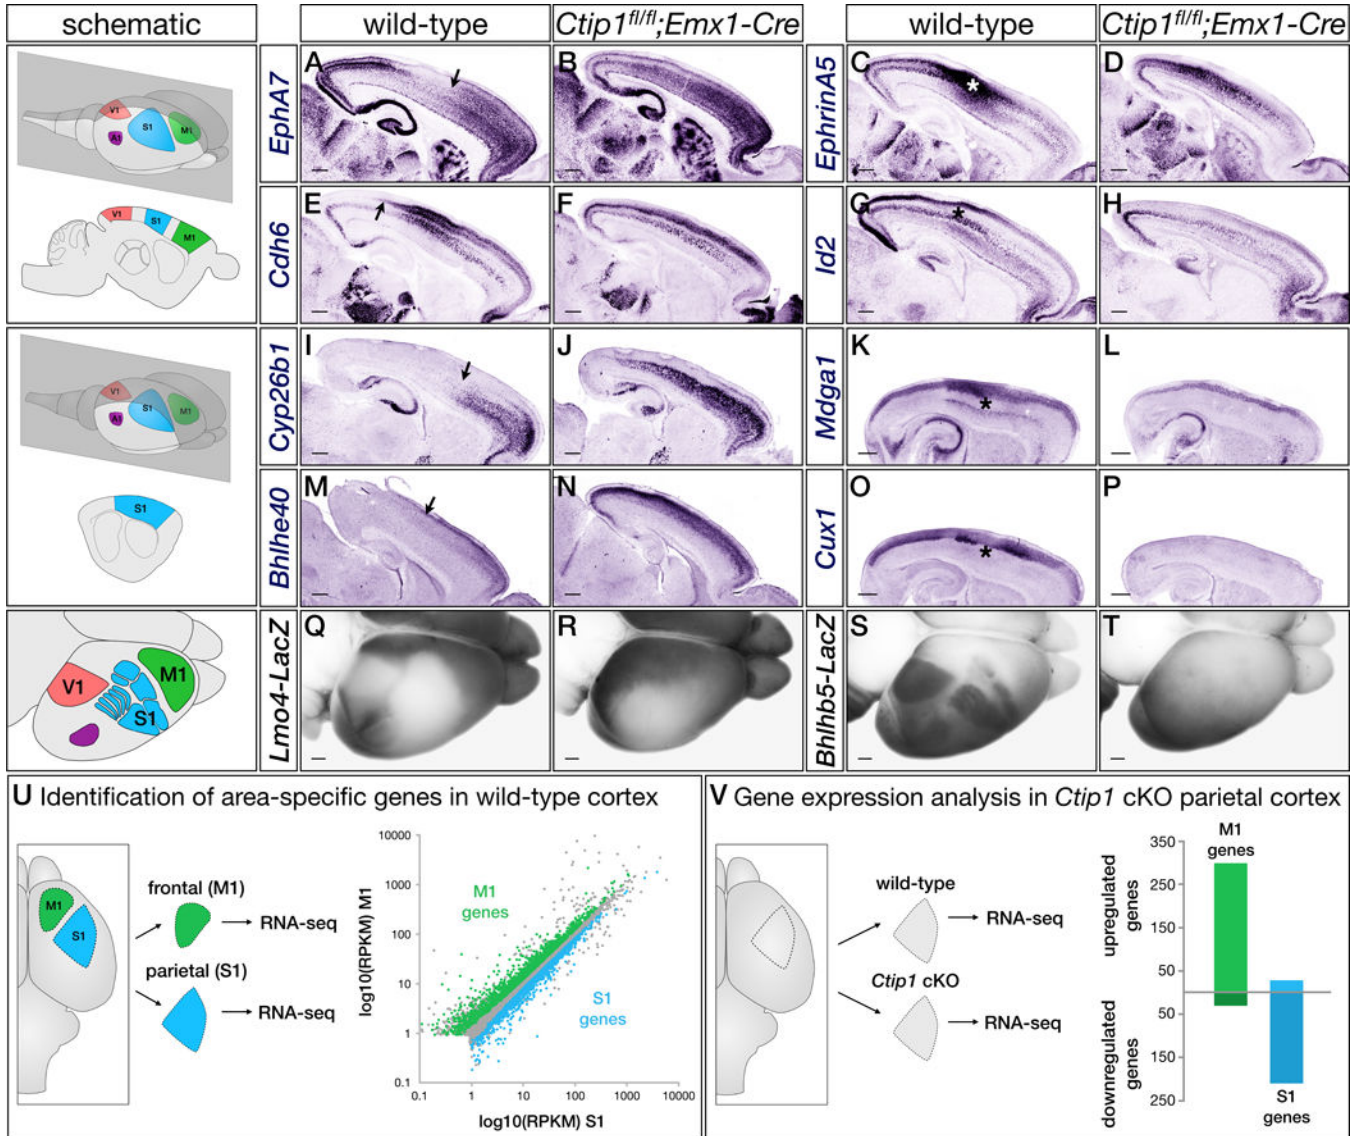 schematic
wild-type
Ctip1fl/fl;Emx1-Cre
wild-type
Ctip1fl/fl;Emx1-Cre
V1
A1
S1
M1
V1
S1
M1
EphA7
A
B
EphrinA5
C
*
D
Cdh6
E
F
Id2
G
*
H
V1
A1
S1
M1
S1
Cyp26b1
I
J
Mdga1
K
*
L
Bhlhe40
M
N
Cux1
O
*
P
V1
S1
M1
Lmo4-LacZ
Q
R
Bhlhb5-LacZ
S
T
U Identification of area-specific genes in wild-type cortex
M1
S1
frontal (M1)
RNA-seq
parietal (S1)
RNA-seq
log10(RPKM) M1
10000
1000
100
10
1
0.1
M1
genes
S1
genes
0.1
1
10
100
1000
10000
log10(RPKM) S1
V Gene expression analysis in Ctip1 cKO parietal cortex
wild-type
RNA-seq
Ctip1 cKO
RNA-seq
upregulated
genes
downregulated
genes
350
250
150
50
50
150
250
M1
genes
S1
genes